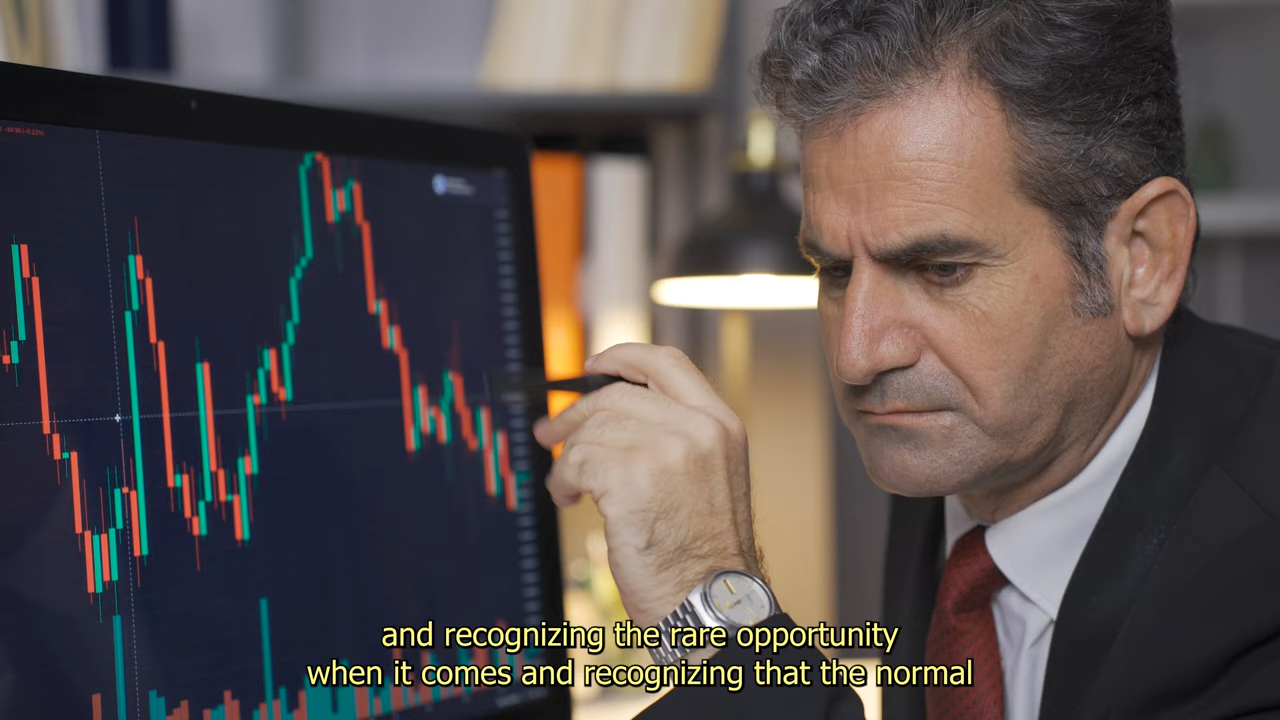 and recognizing the rare opportunity
when it comes and recognizing that the normal